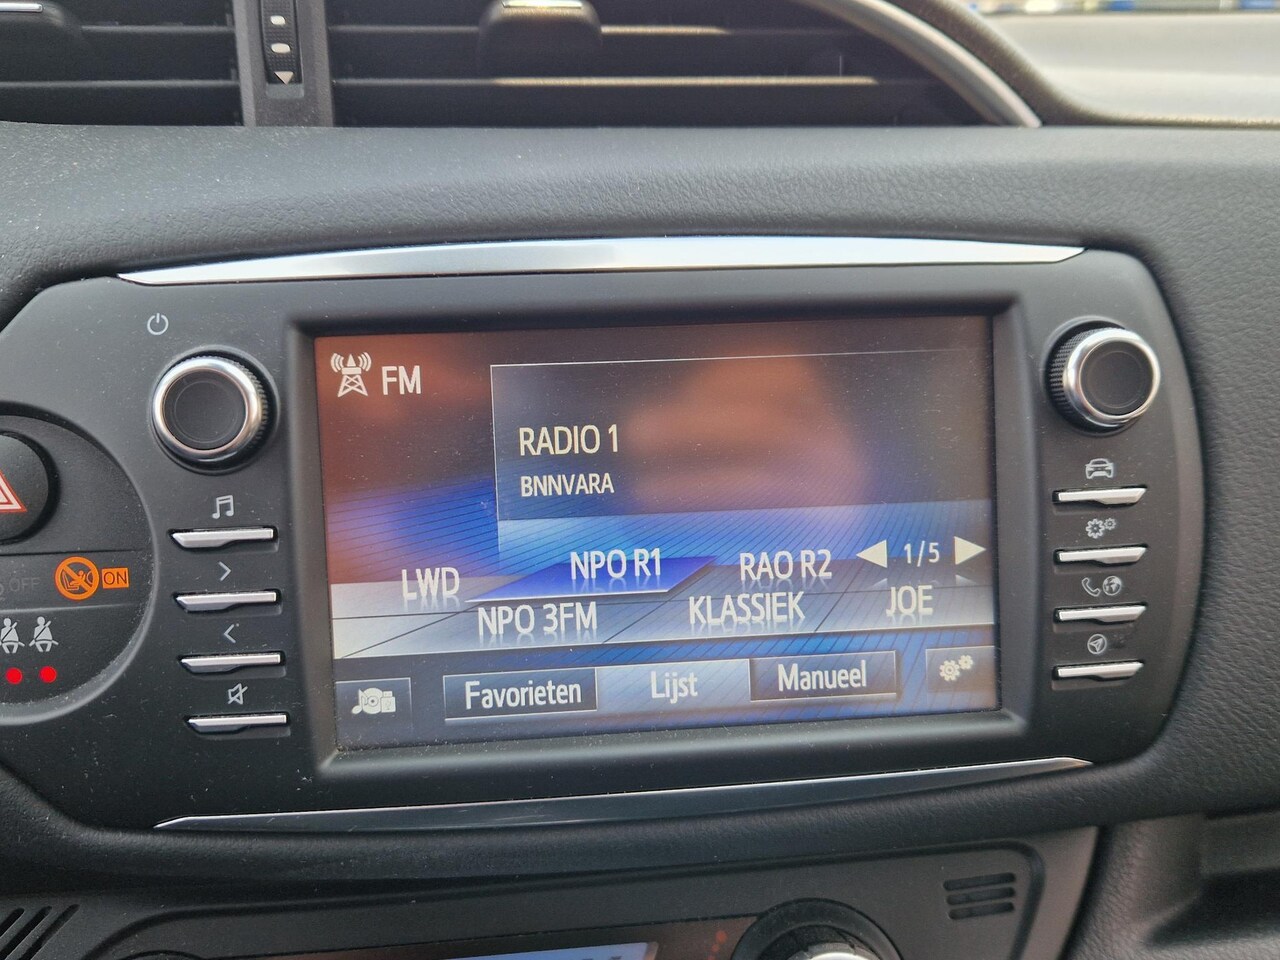 FM
RADIO 1
BNNVARA
LWD
NPO R1
RAO R2
1/5
NPO 3FM
KLASSIEK
JOE
Favorieten
Lijst
Manueel
OFF
ON